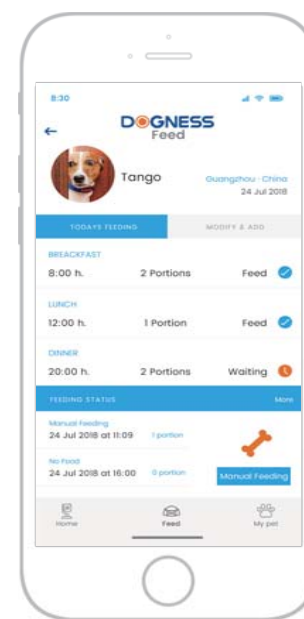 8:30
DOGNESS
Feed
Tango
Guangzhou - China
24 Jul 2018
TODAYS FEEDING MODIFY & ADD
BREACKFAST
8:00 h. 2 Portions Feed
LUNCH
12:00 h. 1 Portion Feed
DINNER
20:00 h. 2 Portions Waiting
FEEDING STATUS More
Manual Feeding
24 Jul 2018 at 11:09 1 portion
No Food
24 Jul 2018 at 16:00 0 portion
Manual Feeding
Home Feed My pet